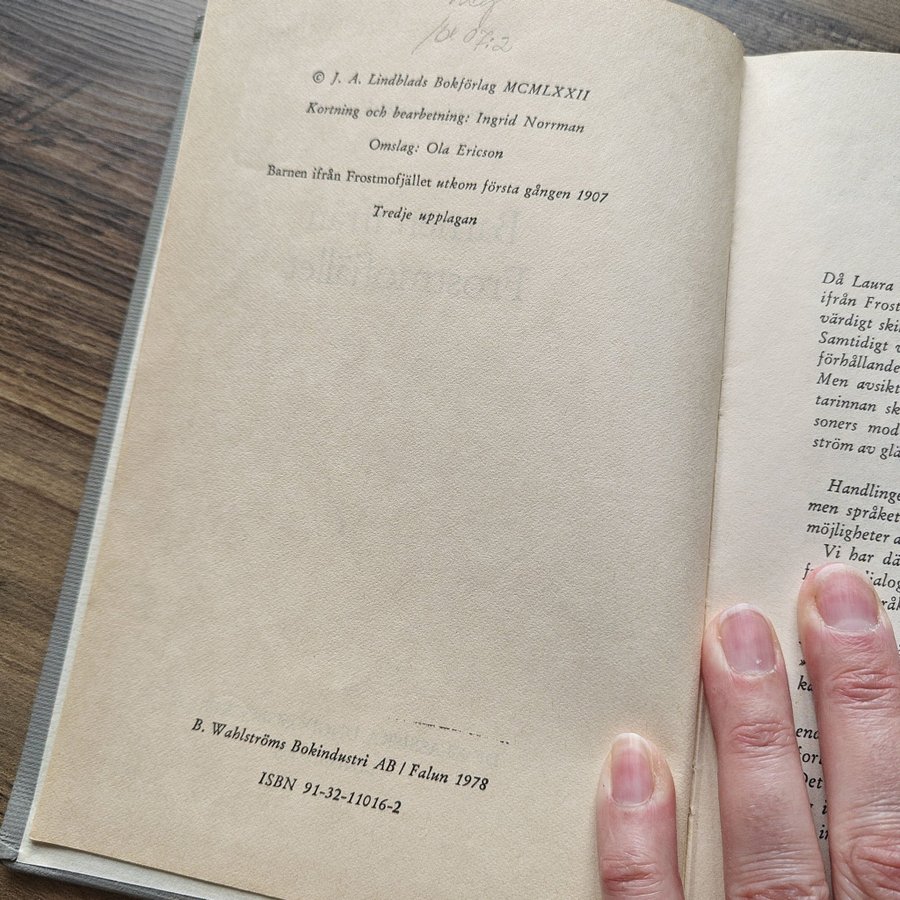 © J. A. Lindblads Bokförlag MCMLXXII
Kortning och bearbetning: Ingrid Norrman
Omslag: Ola Ericson
Barnen ifrån Frostmofjället utkom första gången 1907
Tredje upplagan
B. Wahlströms Bokindustri AB / Falun 1978
ISBN 91-32-11016-2
Då Laura
ifrån Frost
värdigt ski
Samtidigt v
förhållande
Men avsikt
tarinnan sk
soners mod
ström av glä
Handlinge
men språket
möjligheter a
Vi har dä